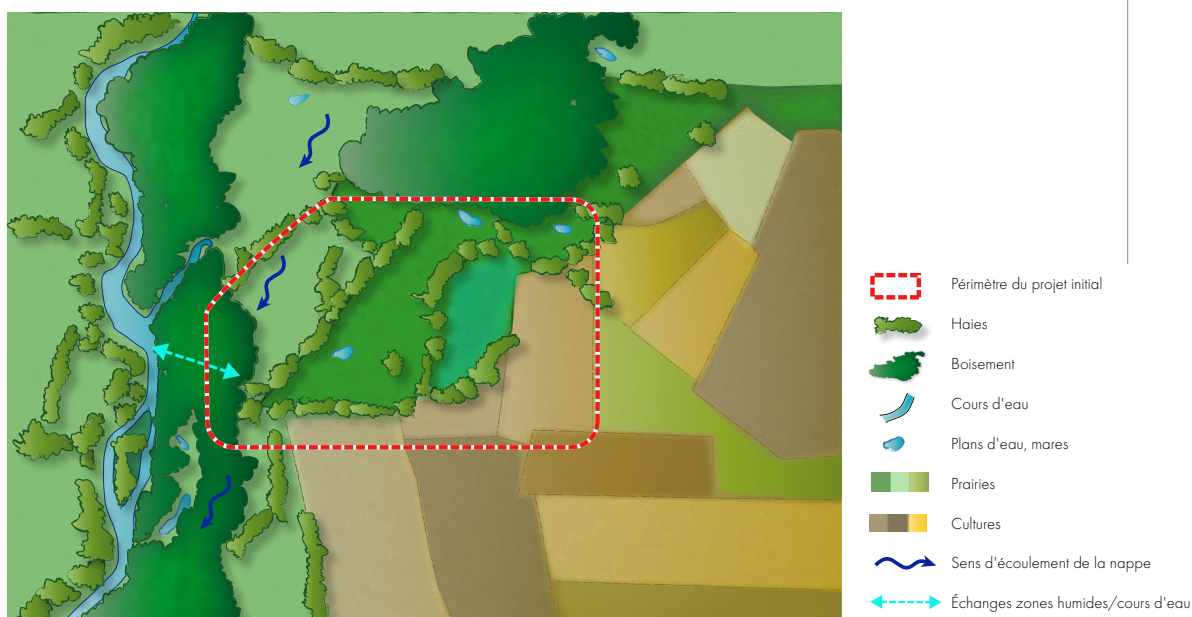 Périmètre du projet initial
Haies
Boisement
Cours d'eau
Plans d'eau, mares
Prairies
Cultures
Sens d'écoulement de la nappe
Échanges zones humides/cours d'eau